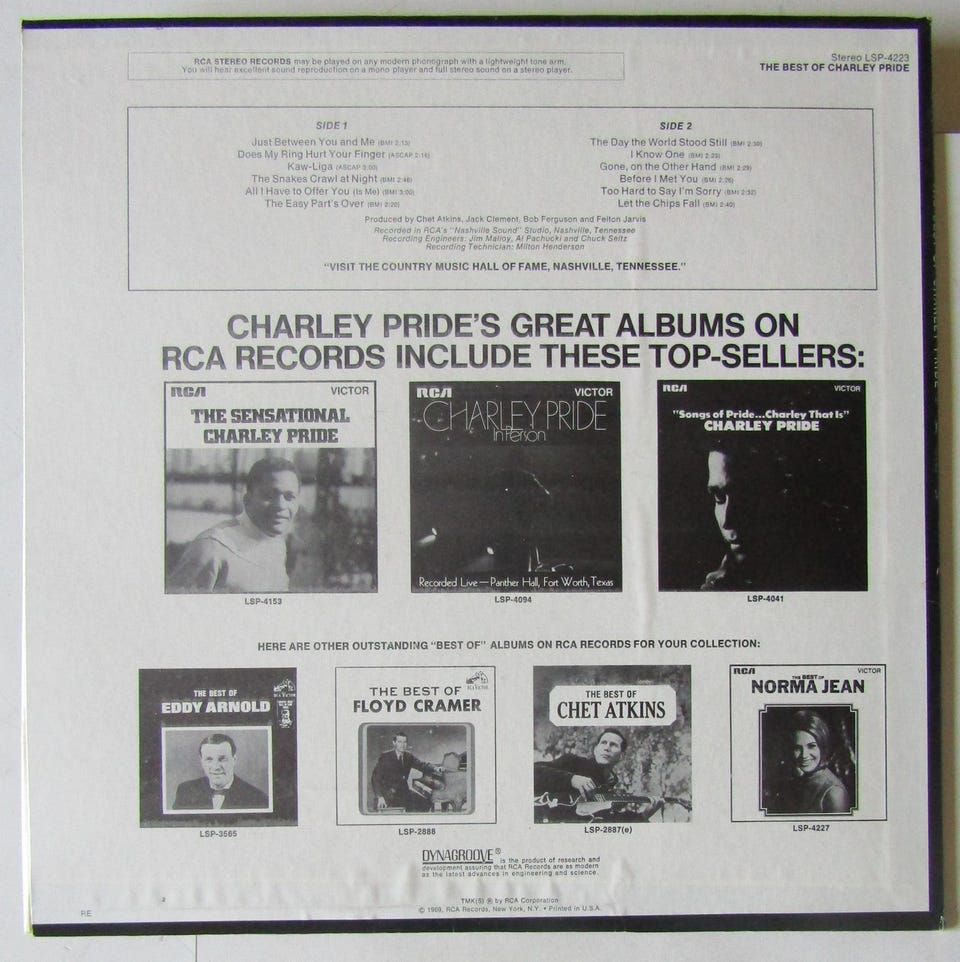 RCA STEREO RECORDS may be played on any modern phonograph with a lightweight tone arm.
You will hear excellent sound reproduction on a mono player and full stereo sound on a stereo player.
Stereo LSP-4223
THE BEST OF CHARLEY PRIDE
SIDE 1
Just Between You and Me (BMI 2:13)
Does My Ring Hurt Your Finger (ASCAP 2:16)
Kaw-Liga (ASCAP 3:00)
The Snakes Crawl at Night (BMI 2:46)
All I Have to Offer You (Is Me) (BMI 3:00)
The Easy Part's Over (BMI 2:20)
SIDE 2
The Day the World Stood Still (BMI 2:30)
I Know One (BMI 2:23)
Gone, on the Other Hand (BMI 2:29)
Before I Met You (BMI 2:26)
Too Hard to Say I'm Sorry (BMI 2:32)
Let the Chips Fall (BMI 2:40)
Produced by Chet Atkins, Jack Clement, Bob Ferguson and Felton Jarvis
Recorded in RCA's "Nashville Sound" Studio, Nashville, Tennessee
Recording Engineers: Jim Malloy, Al Pachucki and Chuck Seitz
Recording Technician: Milton Henderson
"VISIT THE COUNTRY MUSIC HALL OF FAME, NASHVILLE, TENNESSEE."
CHARLEY PRIDE'S GREAT ALBUMS ON
RCA RECORDS INCLUDE THESE TOP-SELLERS:
RCA VICTOR
THE SENSATIONAL
CHARLEY PRIDE
LSP-4153
RCA VICTOR
CHARLEY PRIDE
In Person
Recorded Live—Panther Hall, Fort Worth, Texas
LSP-4094
RCA VICTOR
"Songs of Pride...Charley That Is"
CHARLEY PRIDE
LSP-4041
HERE ARE OTHER OUTSTANDING "BEST OF" ALBUMS ON RCA RECORDS FOR YOUR COLLECTION:
RCA VICTOR
THE BEST OF
EDDY ARNOLD
LSP-3565
RCA VICTOR
THE BEST OF
FLOYD CRAMER
LSP-2888
THE BEST OF
CHET ATKINS
LSP-2887(e)
RCA VICTOR
THE BEST OF
NORMA JEAN
LSP-4227
DYNAGROOVE® is the product of research and
development assuring that RCA Records are as modern
as the latest advances in engineering and science.
2
TMK(S) ® by RCA Corporation
© 1969, RCA Records, New York, N.Y. • Printed in U.S.A.
RE